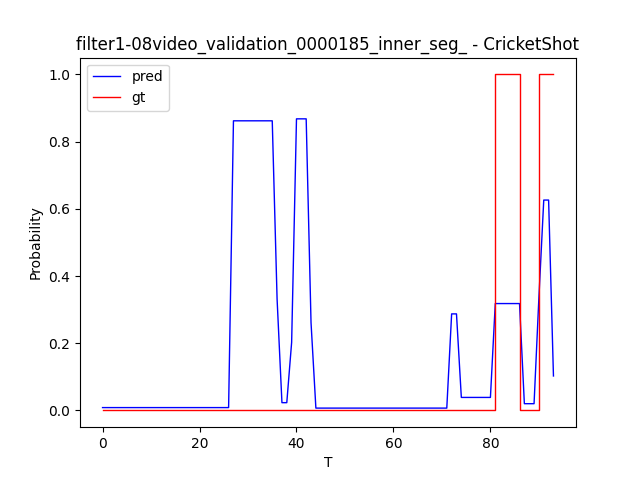 filter1-08video_validation_0000185_inner_seg_ - CricketShot
pred
gt
1.0
0.8
0.6
0.4
0.2
0.0
Probability
0 20 40 60 80
T